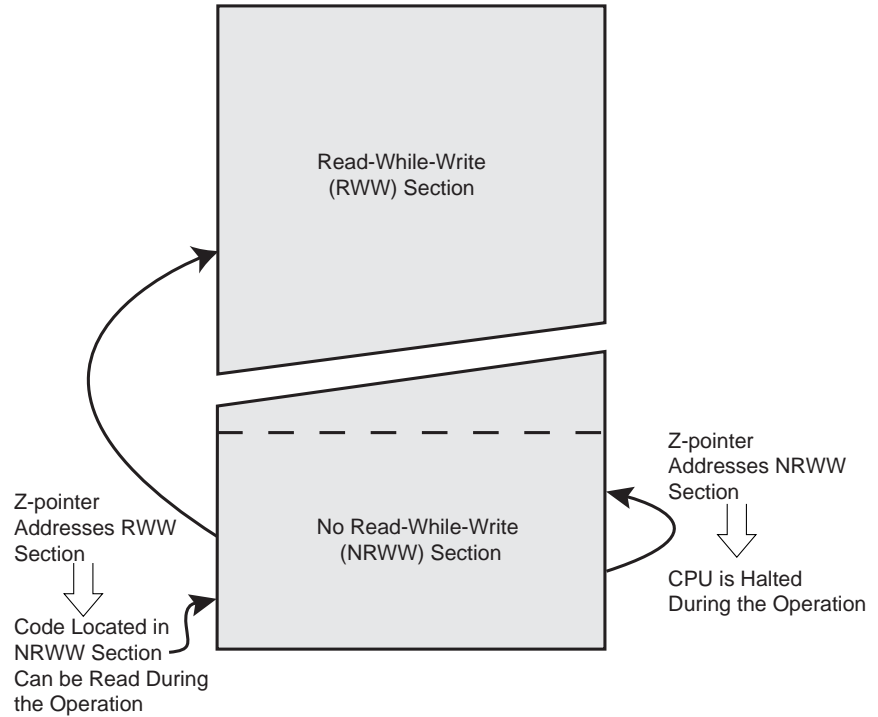 Read-While-Write
(RWW) Section
Z-pointer
Addresses NRWW
Section
Z-pointer
Addresses RWW
Section
No Read-While-Write
(NRWW) Section
CPU is Halted
During the Operation
Code Located in
NRWW Section
Can be Read During
the Operation